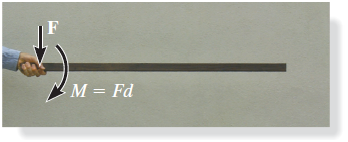 F
M = Fd